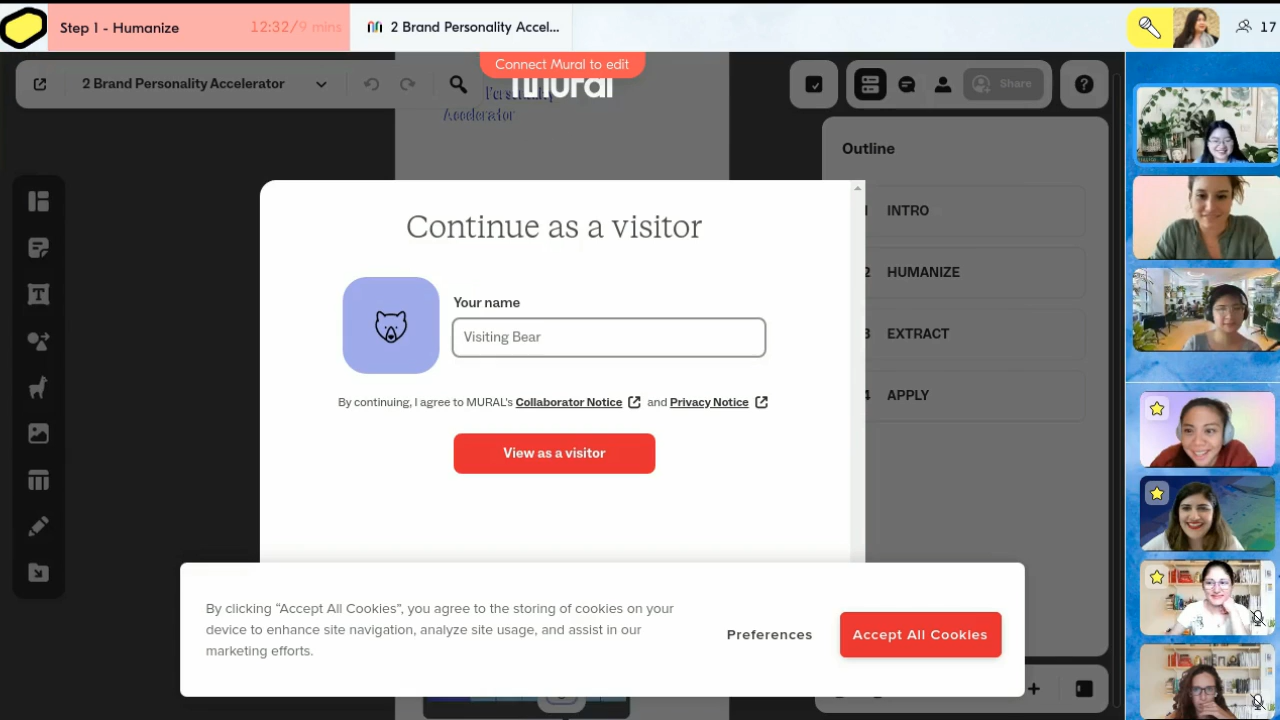 Step 1 - Humanize
12:32/9 mins
2 Brand Personality Accel...
17
Connect Mural to edit
2 Brand Personality Accelerator
mural
Personality
Accelerator
Share
Outline
INTRO
2 HUMANIZE
EXTRACT
APPLY
Continue as a visitor
Your name
Visiting Bear
By continuing, I agree to MURAL's Collaborator Notice and Privacy Notice
View as a visitor
By clicking “Accept All Cookies”, you agree to the storing of cookies on your
device to enhance site navigation, analyze site usage, and assist in our
marketing efforts.
Preferences
Accept All Cookies